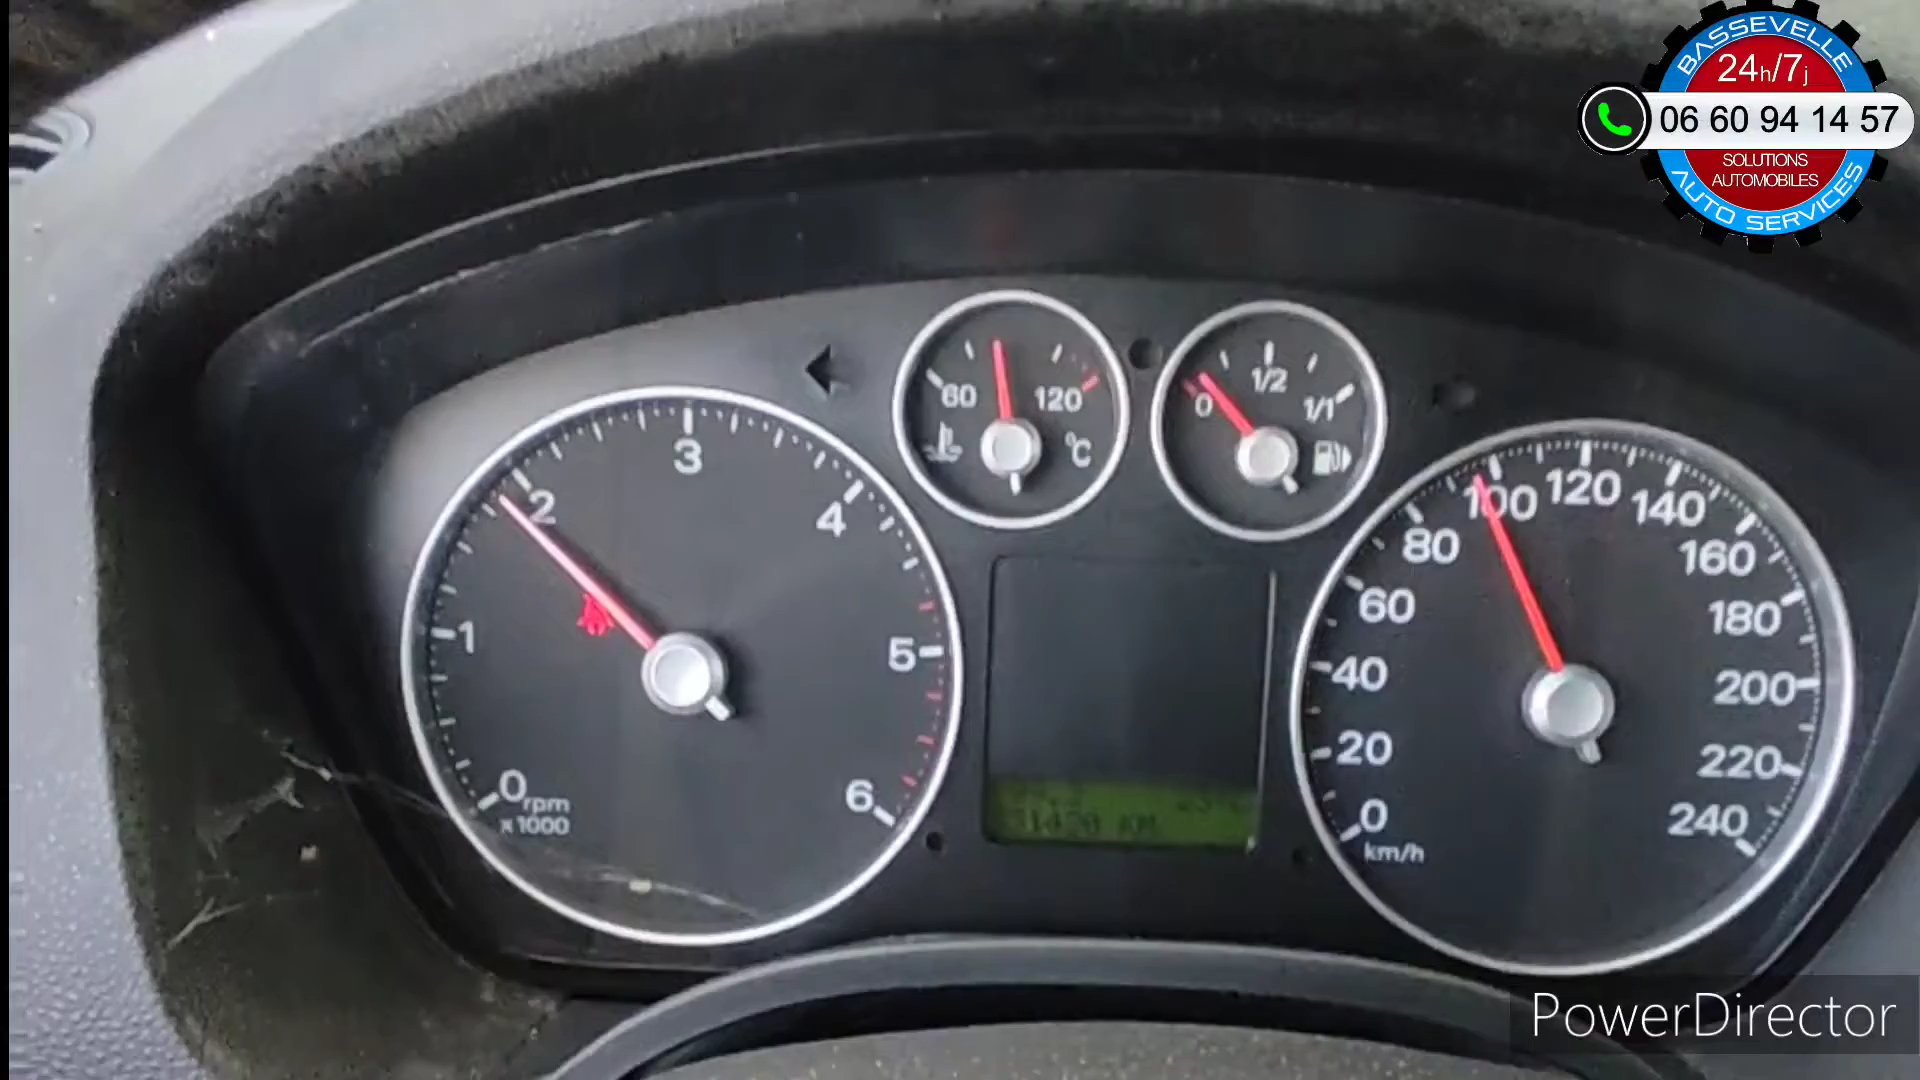 BASSEVELLE
24h/7j
06 60 94 14 57
SOLUTIONS
AUTOMOBILES
AUTO SERVICES
60
120
°C
0
1/2
1/1
0
1
2
3
4
5
6
rpm
x1000
0
20
40
60
80
100
120
140
160
180
200
220
240
km/h
PowerDirector